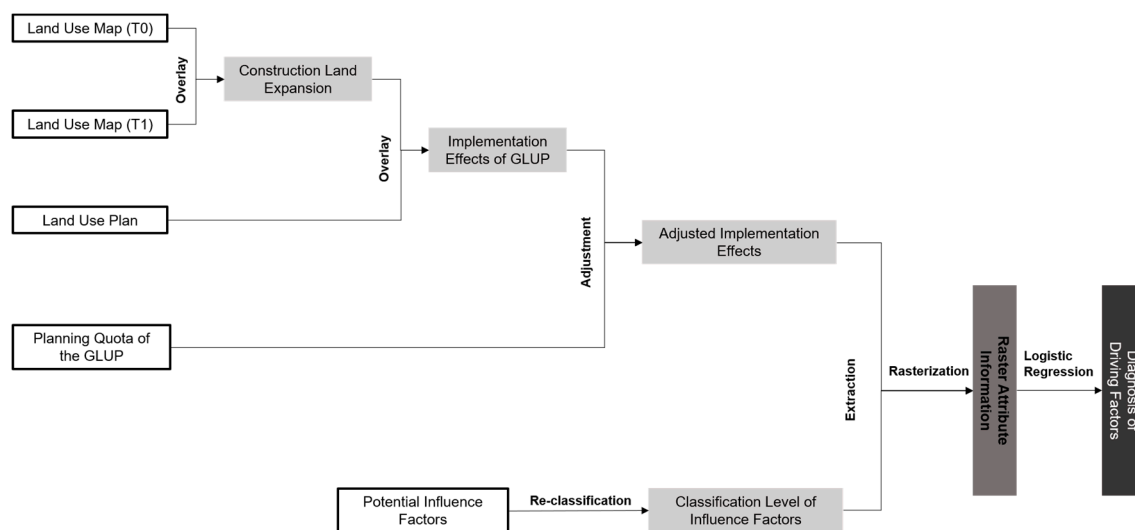 Land Use Map (T0)
Overlay
Land Use Map (T1)
Construction Land
Expansion
Overlay
Implementation
Effects of GLUP
Land Use Plan
Adjustment
Adjusted Implementation
Effects
Planning Quota of
the GLUP
Extraction
Rasterization
Raster Attribute
Information
Logistic
Regression
Diagnosis of
Driving Factors
Potential Influence
Factors
Re-classification
Classification Level of
Influence Factors